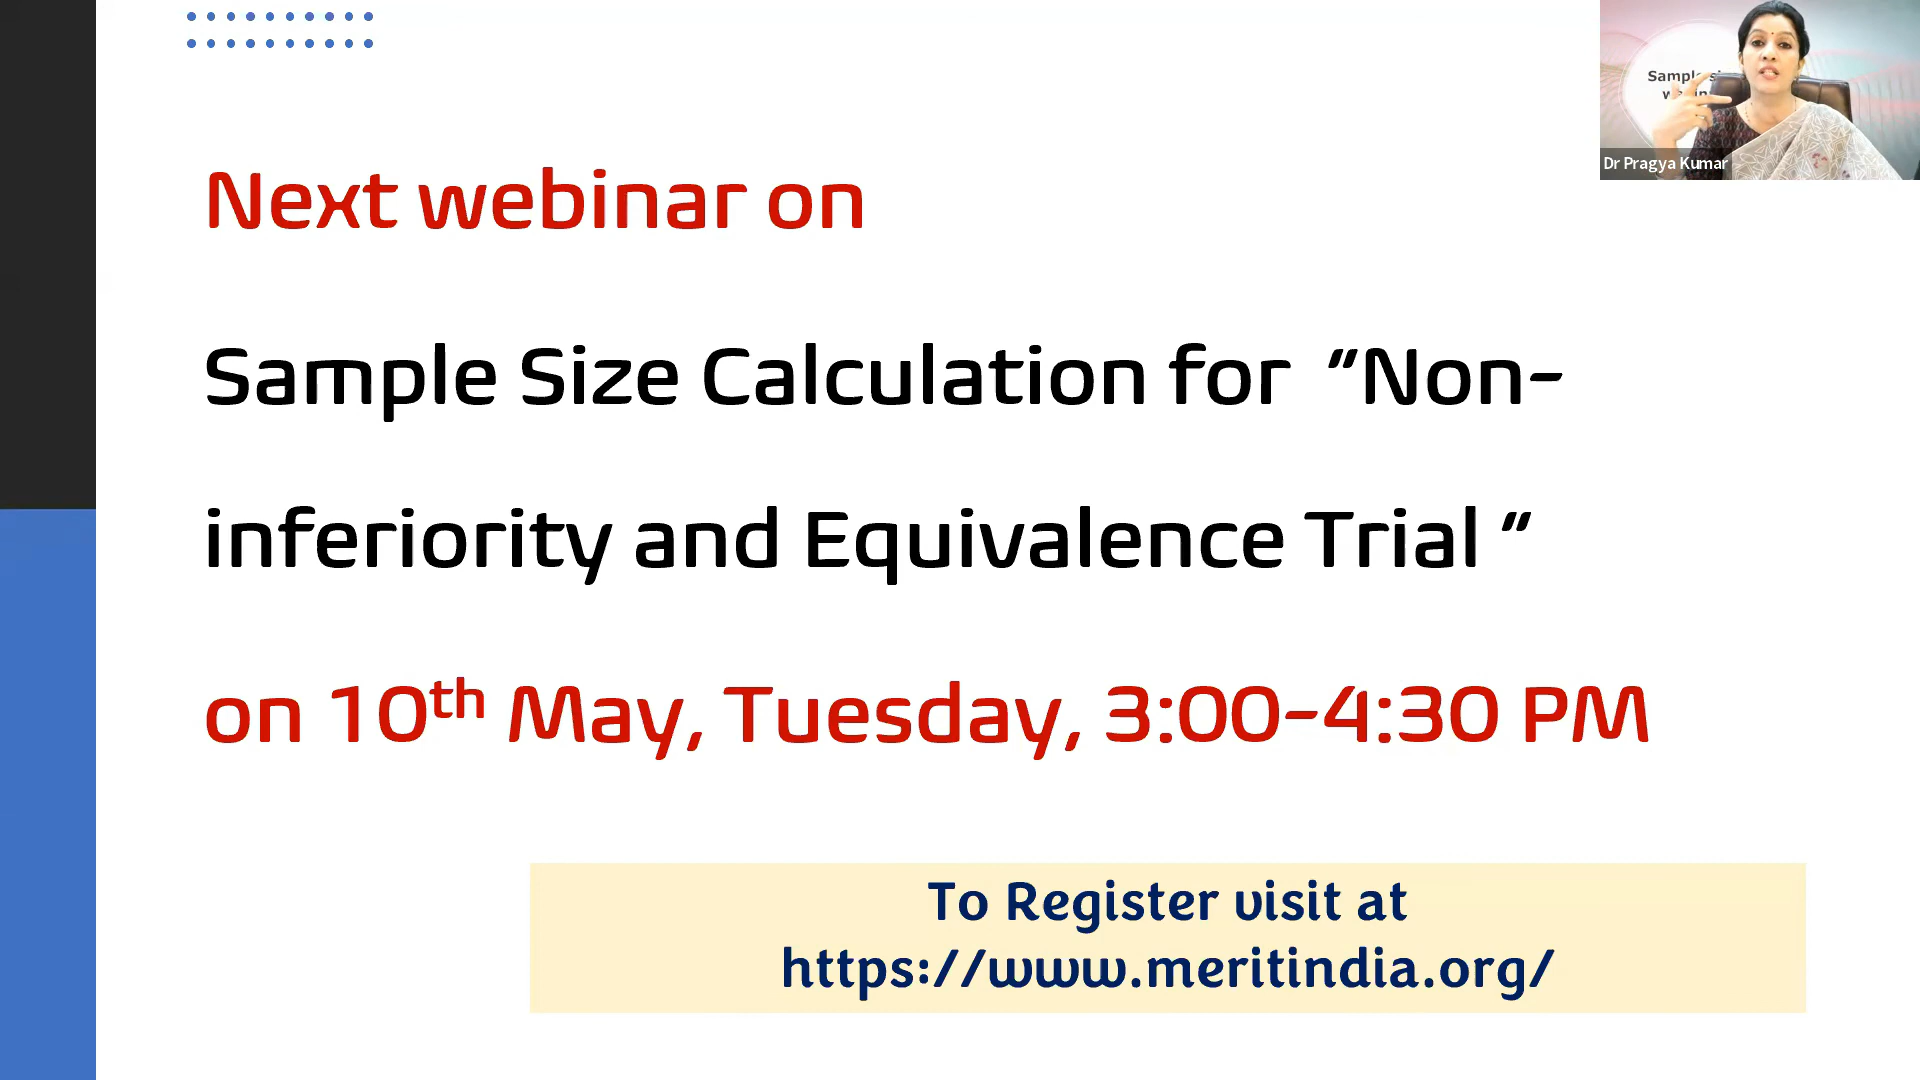 Next webinar on
Sample Size Calculation for "Non-
inferiority and Equivalence Trial "
on 10th May, Tuesday, 3:00-4:30 PM
To Register visit at
https://www.meritindia.org/
Dr Pragya Kumar